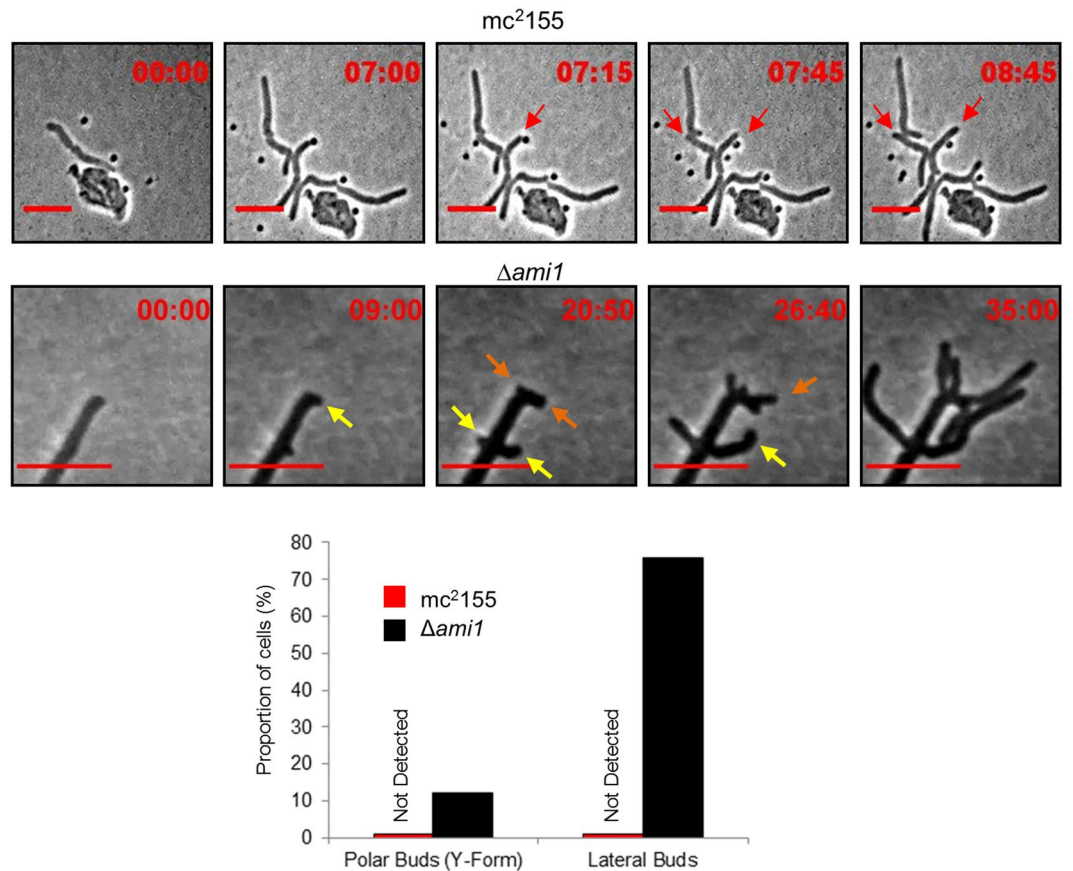 mc²155
00:00
07:00
07:15
07:45
08:45
Δami1
00:00
09:00
20:50
26:40
35:00
80
70
60
50
40
30
20
10
0
Proportion of cells (%)
mc²155
Δami1
Not Detected
Not Detected
Polar Buds (Y-Form)
Lateral Buds